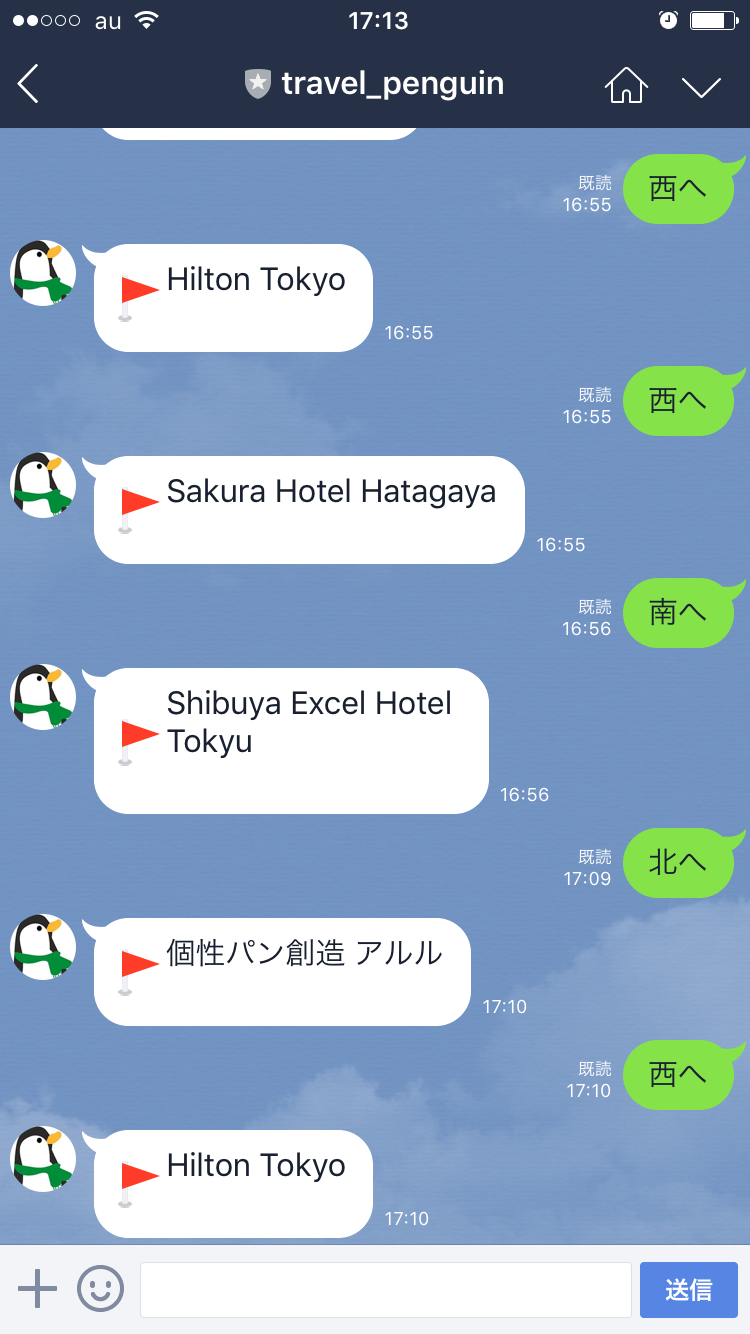 au
17:13
travel_penguin
西へ
既読
16:55
Hilton Tokyo
16:55
西へ
既読
16:55
Sakura Hotel Hatagaya
16:55
南へ
既読
16:56
Shibuya Excel Hotel
Tokyu
16:56
北へ
既読
17:09
個性パン創造 アルル
17:10
西へ
既読
17:10
Hilton Tokyo
17:10
送信